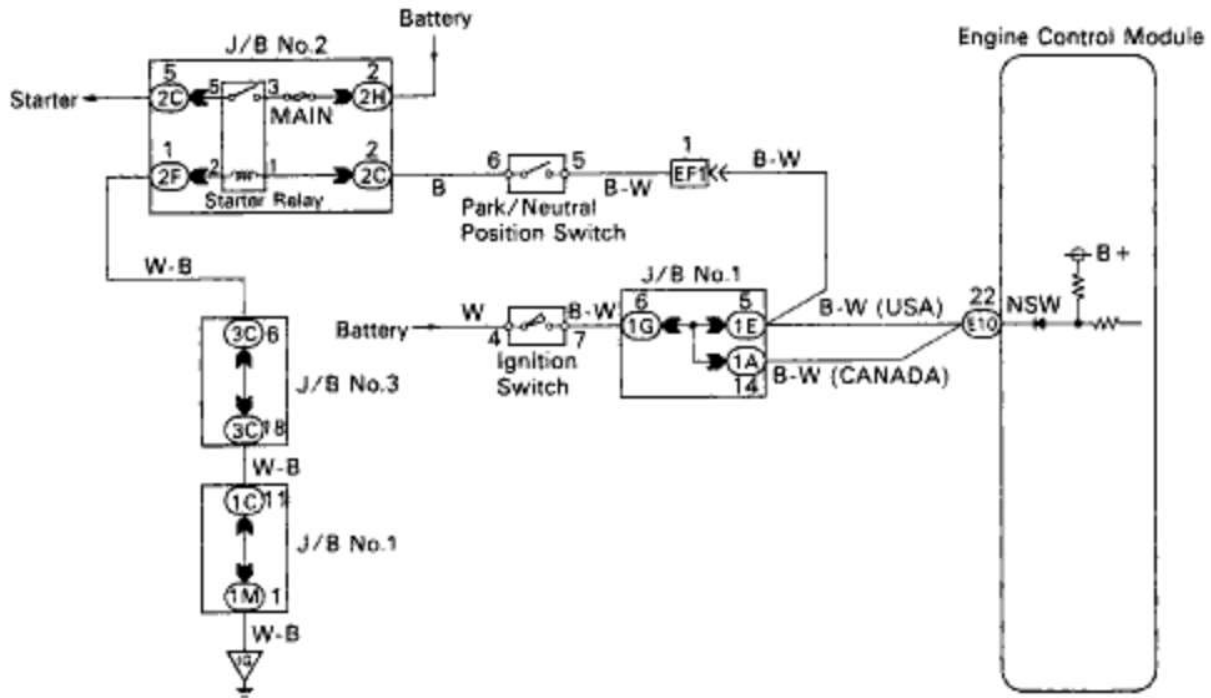 Battery
J/B No.2
Engine Control Module
5
2
Starter
2C
5
3
2H
MAIN
1
2
2F
2
1
2C
Starter Relay
B
6
5
Park/Neutral
Position Switch
B-W
1
EF1
B-W
W-B
Battery
W
4
7
Ignition
Switch
B-W
J/B No.1
6
5
1G
1E
1A
14
B-W (USA)
B-W (CANADA)
22
E10
NSW
B+
3C 6
J/B No.3
3C 18
W-B
1C 11
J/B No.1
1M 1
W-B
IG